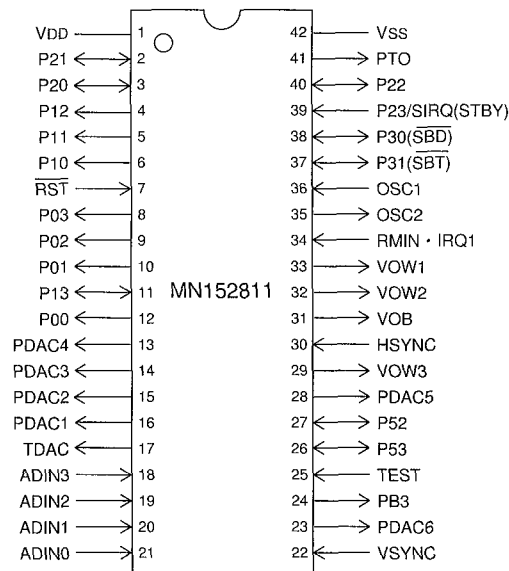 VDD 1 42 VSS
P21 2 41 PTO
P20 3 40 P22
P12 4 39 P23/SIRQ(STBY)
P11 5 38 P30(S̅B̅D̅)
P10 6 37 P31(S̅B̅T̅)
R̅S̅T̅ 7 36 OSC1
P03 8 35 OSC2
P02 9 34 RMIN・IRQ1
P01 10 33 VOW1
P13 11 MN152811 32 VOW2
P00 12 31 VOB
PDAC4 13 30 HSYNC
PDAC3 14 29 VOW3
PDAC2 15 28 PDAC5
PDAC1 16 27 P52
TDAC 17 26 P53
ADIN3 18 25 TEST
ADIN2 19 24 PB3
ADIN1 20 23 PDAC6
ADIN0 21 22 VSYNC